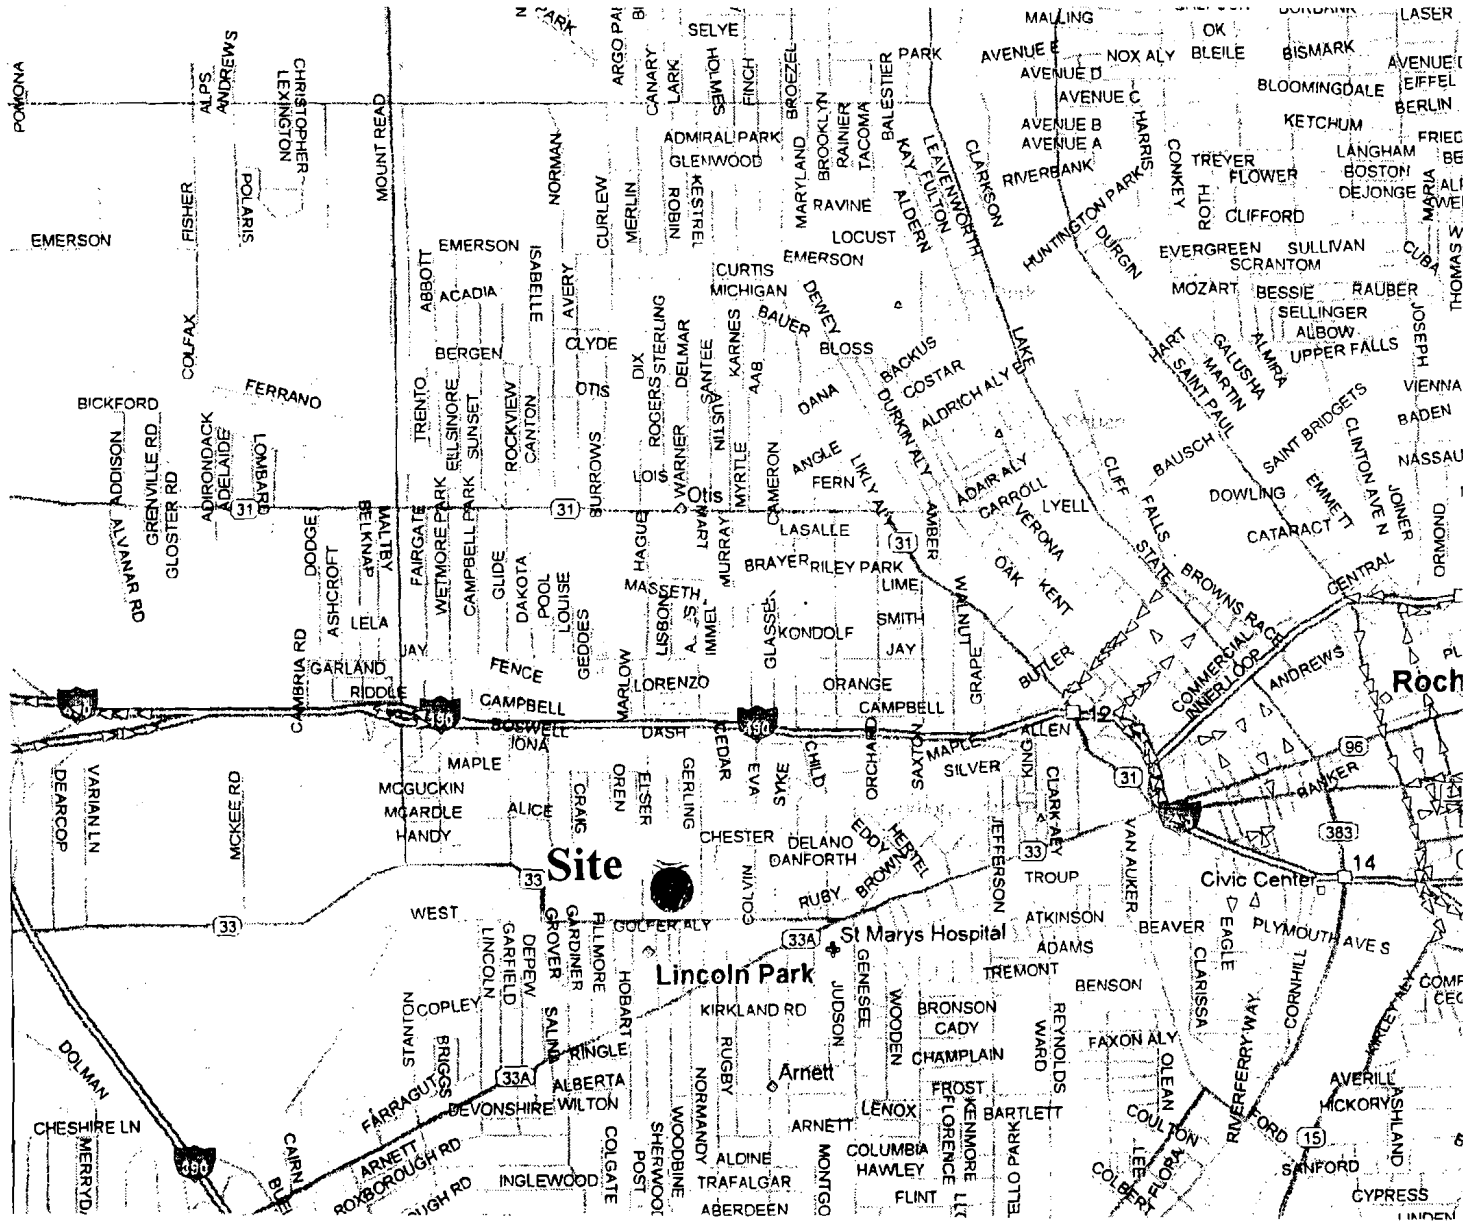 PARK
SELYE
MALLING
OK
LASER
POMONA
ALPS
ANDREWS
CHRISTOPHER
LEXINGTON
MOUNT READ
CANARY
LARK
HOLMES
FINCH
BROEZEL
BALESTIER
PARK
AVENUE E
NOX ALY
BLEILE
BISMARK
AVENUE D
EIFFEL
AVENUE D
BLOOMINGDALE
AVENUE C
BERLIN
BROOKLYN
RAINIER
TACOMA
AVENUE B
HARRIS
KETCHUM
ADMIRAL PARK
AVENUE A
GLENWOOD
NORMAN
MARYLAND
KAY
FULTON
LEAVENWORTH
CLARKSON
RIVERBANK
CONKEY
TREYER
FLOWER
LANGHAM
BOSTON
DEJONGE
MARIA
FISHER
POLARIS
CURLEW
MERLIN
ROBIN
KESTREL
RAVINE
ALDERN
ROTH
CLIFFORD
HUNTINGTON PARK
EMERSON
EMERSON
LOCUST
EMERSON
DURGIN
EVERGREEN
SULLIVAN
SCRANTOM
CUBA
ABBOTT
ACADIA
ISABELLE
AVERY
CURTIS
MICHIGAN
DEWEY
MOZART
BESSIE
RAUBER
BAUER
SELLINGER
ALBOW
UPPER FALLS
JOSEPH
COLFAX
BERGEN
CLYDE
DIX
ROGERS
STERLING
DELMAR
SANTEE
KARNES
AAB
BLOSS
BACKUS
COSTAR
LAKE
HART
SAINT PAUL
MARTIN
GALUSHA
ALMIRA
FERRANO
BICKFORD
OTIS
DANA
ALDRICH ALY
SAINT BRIDGETS
VIENNA
BADEN
TRENTO
ELLSINORE
SUNSET
ROCKVIEW
CANTON
BURROWS
AUSTIN
MYRTLE
CAMERON
DURKIN ALY
ADDISON
GRENVILLE RD
GLOSTER RD
ADIRONDACK
ADELAIDE
LOMBARD
LOIS
WARNER
ANGLE
FERN
LIKLY ALY
ADAIR ALY
CARROLL
LYELL
CLIFF
BAUSCH
CLINTON AVE N
DOWLING
EMMETT
JOINER
31
31
Otis
LASALLE
31
AMBER
VERONA
FALLS
CATARACT
ORMOND
ALVANAR RD
DODGE
ASHCROFT
BELKNAP
MALTBY
FAIRGATE
WETMORE PARK
CAMPBELL PARK
GLIDE
DAKOTA
POOL
LOUISE
GEDDES
HAGUE
MURRAY
BRAYER
RILEY PARK
OAK
KENT
STATE
BROWNS RACE
CENTRAL
MASSETH
LIME
LISBON
IMMEL
GLASSER
KONDOLF
SMITH
WALNUT
LELA
JAY
JAY
CAMBRIA RD
GARLAND
FENCE
MARLOW
LORENZO
ORANGE
GRAPE
BUTLER
COMMERCIAL
INNER LOOP
ANDREWS
RIDDLE
CAMPBELL
CAMPBELL
490
490
12
BOSWELL
IONA
DASH
CEDAR
CHILD
ORCHARD
SAXTON
MAPLE
ALLEN
96
MAPLE
SILVER
KING
31
DEARCOP
VARIAN LN
MCKEE RD
MCGUCKIN
MCARDLE
HANDY
ALICE
CRAIG
OREN
ELSER
GERLING
EVA
SYKE
CLARK ALY
CHESTER
DELANO
DANFORTH
EDDY
HERTEL
BROWN
JEFFERSON
33
VAN AUKER
383
14
Site
33
COLVIN
RUBY
TROUP
Civic Center
33
WEST
GOLFER ALY
33A
St Marys Hospital
ATKINSON
ADAMS
BEAVER
EAGLE
PLYMOUTH AVE S
LINCOLN
GARFIELD
DEPEW
GROVER
GARDINER
FILLMORE
Lincoln Park
GENESEE
TREMONT
BENSON
CLARISSA
CORNHILL
HOBART
STANTON
COPLEY
SALINA
KIRKLAND RD
JUDSON
WOODEN
BRONSON
CADY
REYNOLDS
WARD
FAXON ALY
RIVERFERRY WAY
KIRLEY ALY
DOLMAN
BRIGGS
RINGLE
RUGBY
CHAMPLAIN
OLEAN
33A
ALBERTA
WILTON
NORMANDY
Arnett
FROST
AVERILL
HICKORY
ASHLAND
FARRAGUT
DEVONSHIRE
LENOX
FLORENCE
KENMORE
BARTLETT
COULTON
FORD
CHESHIRE LN
ARNETT
ROXBOROUGH RD
ARNETT
COLUMBIA
HAWLEY
15
390
CAIRN
COLGATE
POST
WOODBINE
ALDINE
LEE
FLORA
SANFORD
INGLEWOOD
TRAFALGAR
COLBERT
FLINT
CYPRESS
ABERDEEN
LINDEN